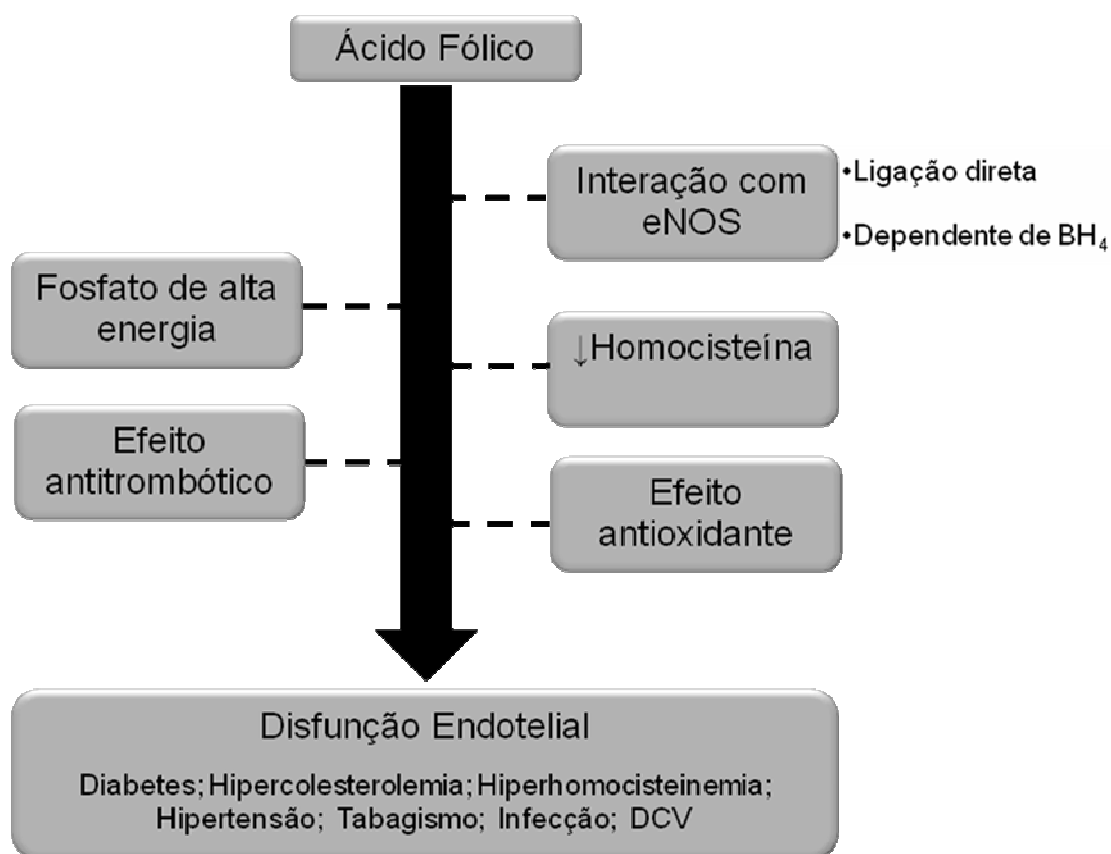 Ácido Fólico
Interação com
eNOS
•Ligação direta
•Dependente de BH₄
Fosfato de alta
energia
↓Homocisteína
Efeito
antitrombótico
Efeito
antioxidante
Disfunção Endotelial
Diabetes; Hipercolesterolemia; Hiperhomocisteinemia;
Hipertensão; Tabagismo; Infecção; DCV